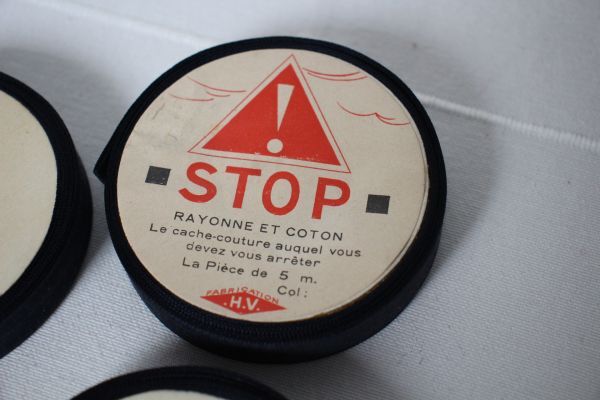 !
STOP
RAYONNE ET COTON
Le cache-couture auquel vous
devez vous arrêter
La Pièce de 5 m.
Col :
FABRICATION
.H.V.